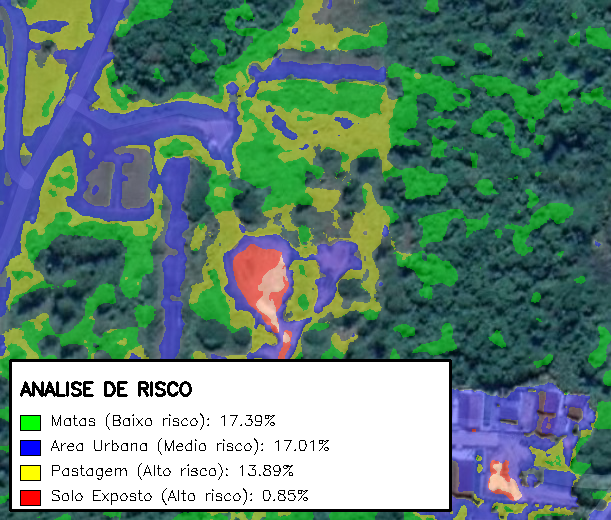 ANALISE DE RISCO
Matas (Baixo risco): 17.39%
Area Urbana (Medio risco): 17.01%
Pastagem (Alto risco): 13.89%
Solo Exposto (Alto risco): 0.85%